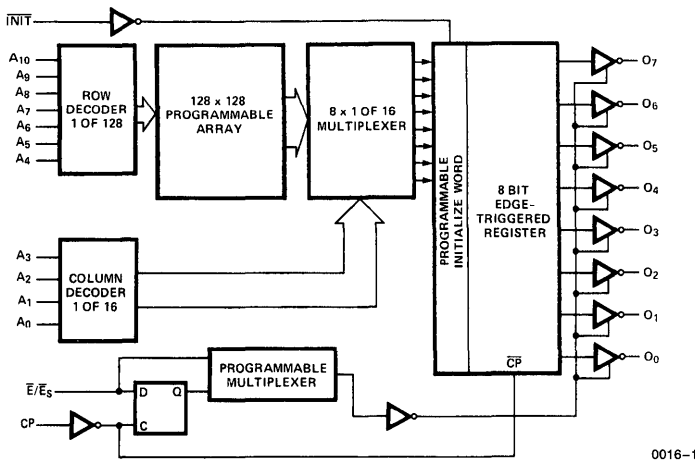 INIT
A10
A9
A8
A7
A6
A5
A4
ROW
DECODER
1 OF 128
128 x 128
PROGRAMMABLE
ARRAY
8 x 1 OF 16
MULTIPLEXER
PROGRAMMABLE
INITIALIZE WORD
8 BIT
EDGE-
TRIGGERED
REGISTER
CP
O7
O6
O5
O4
O3
O2
O1
O0
A3
A2
A1
A0
COLUMN
DECODER
1 OF 16
PROGRAMMABLE
MULTIPLEXER
E/ES
D Q
C
CP
0016-1